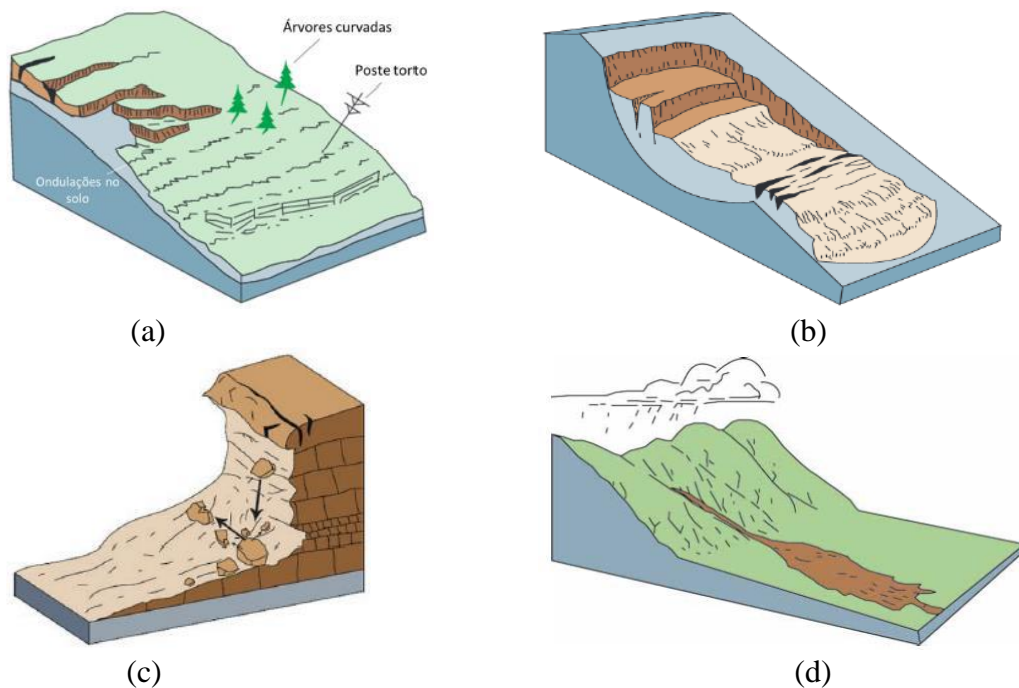 Árvores curvadas
Poste torto
Ondulações no
solo
(a)
(b)
(c)
(d)